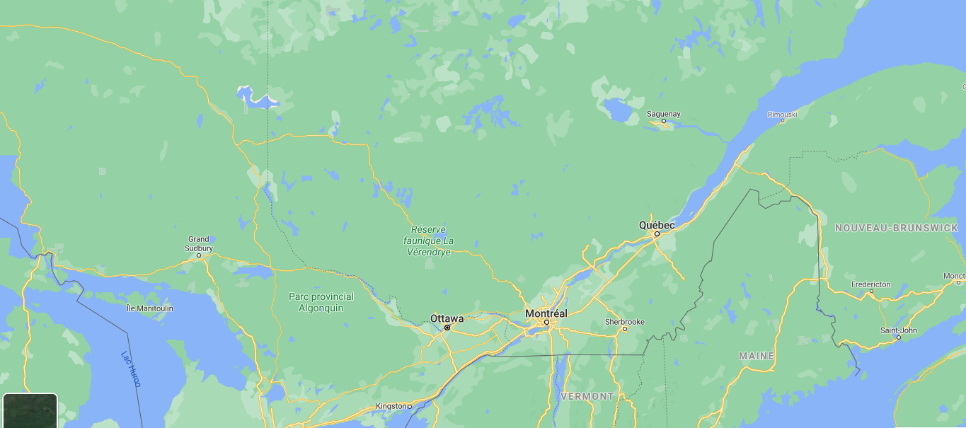 Saguenay
Rimouski
Québec
Réserve
faunique La
Vérendrye
NOUVEAU-BRUNSWICK
Grand
Sudbury
Monct
Fredericton
Parc provincial
Algonquin
Île Manitoulin
Ottawa
Montréal
Sherbrooke
Saint-John
Lac Huron
MAINE
VERMONT
Kingston